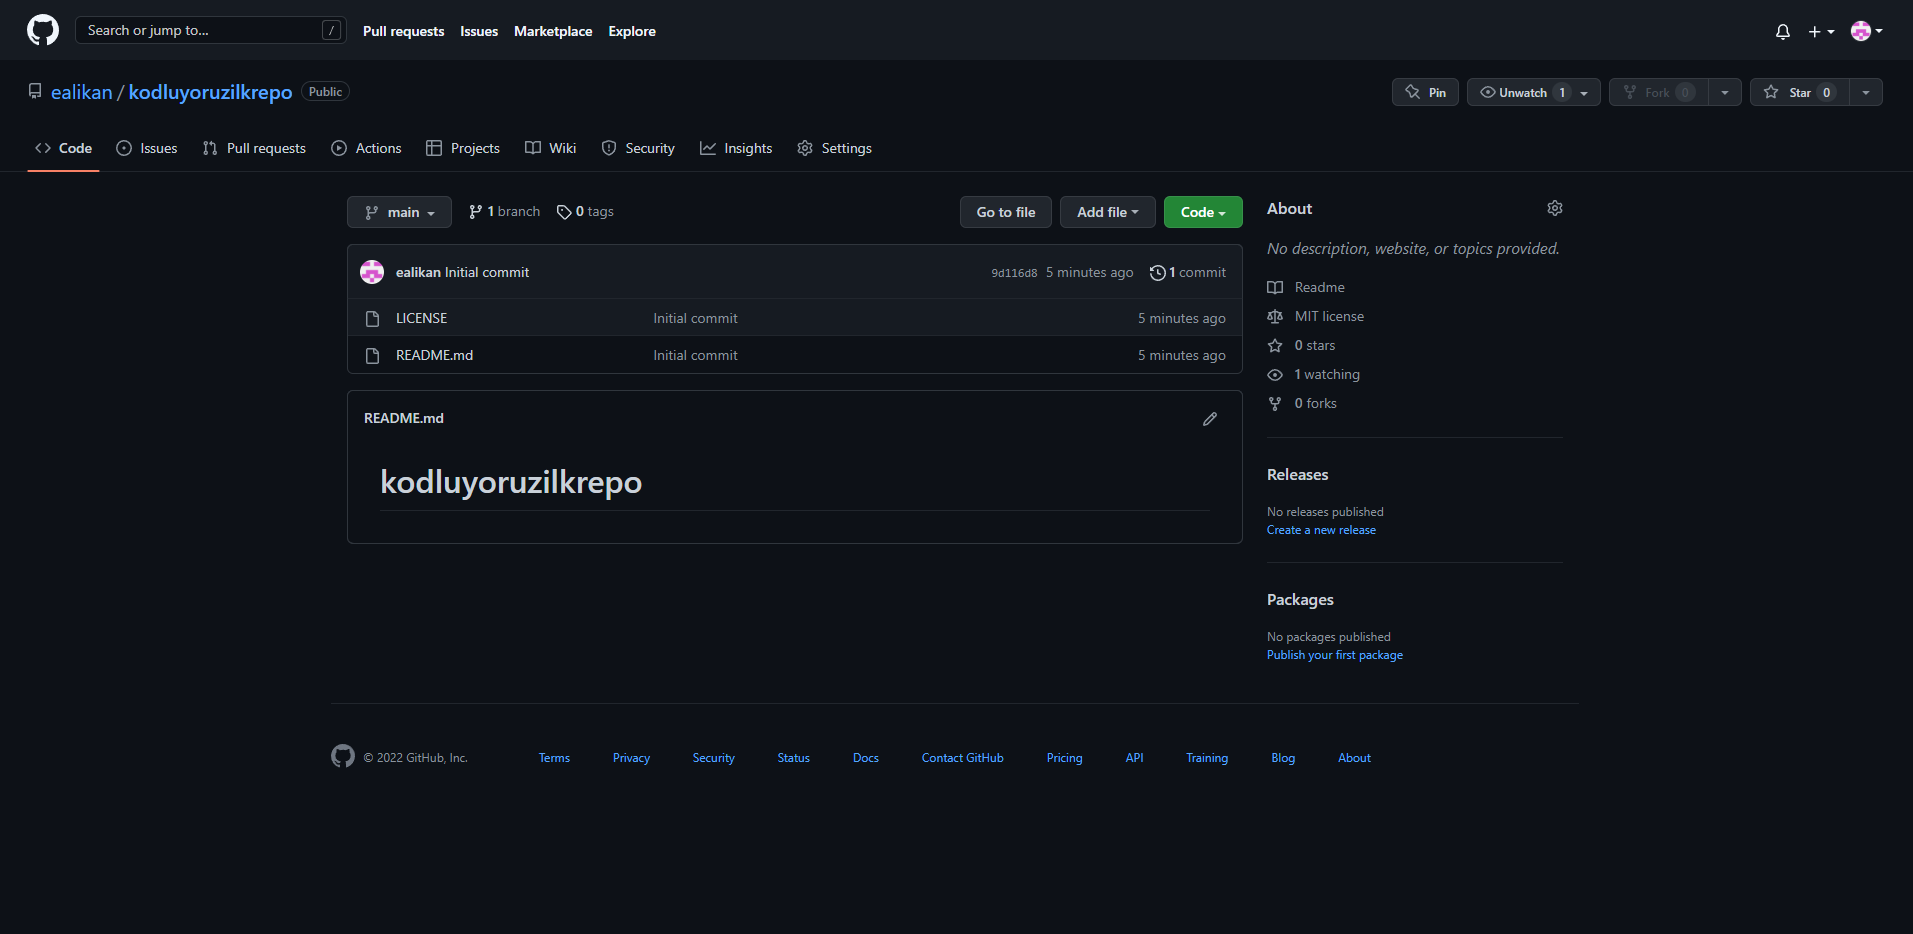 Search or jump to... /
Pull requests Issues Marketplace Explore
ealikan / kodluyoruzilkrepo Public
Pin Unwatch 1 Fork 0 Star 0
Code Issues Pull requests Actions Projects Wiki Security Insights Settings
main 1 branch 0 tags Go to file Add file Code
ealikan Initial commit 9d116d8 5 minutes ago 1 commit
LICENSE Initial commit 5 minutes ago
README.md Initial commit 5 minutes ago
README.md
kodluyoruzilkrepo
About
No description, website, or topics provided.
Readme
MIT license
0 stars
1 watching
0 forks
Releases
No releases published
Create a new release
Packages
No packages published
Publish your first package
© 2022 GitHub, Inc. Terms Privacy Security Status Docs Contact GitHub Pricing API Training Blog About